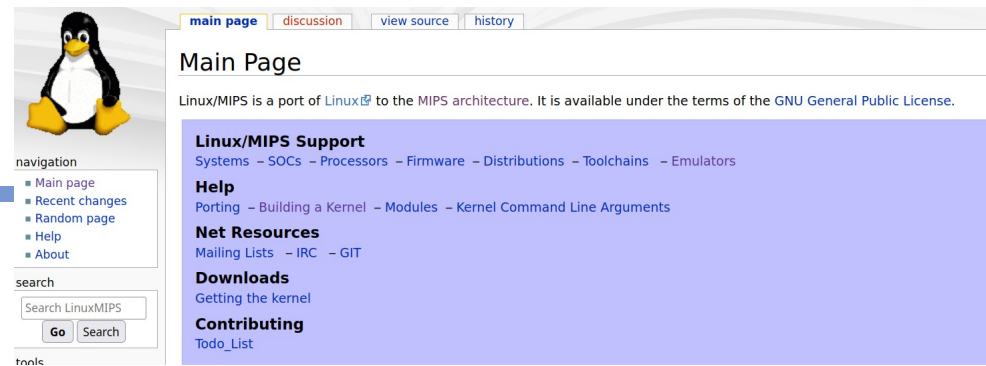 main page discussion view source history
Main Page
Linux/MIPS is a port of Linux to the MIPS architecture. It is available under the terms of the GNU General Public License.
Linux/MIPS Support
Systems – SOCs – Processors – Firmware – Distributions – Toolchains – Emulators
Help
Porting – Building a Kernel – Modules – Kernel Command Line Arguments
Net Resources
Mailing Lists – IRC – GIT
Downloads
Getting the kernel
Contributing
Todo_List
navigation
Main page
Recent changes
Random page
Help
About
search
Search LinuxMIPS
Go Search
tools